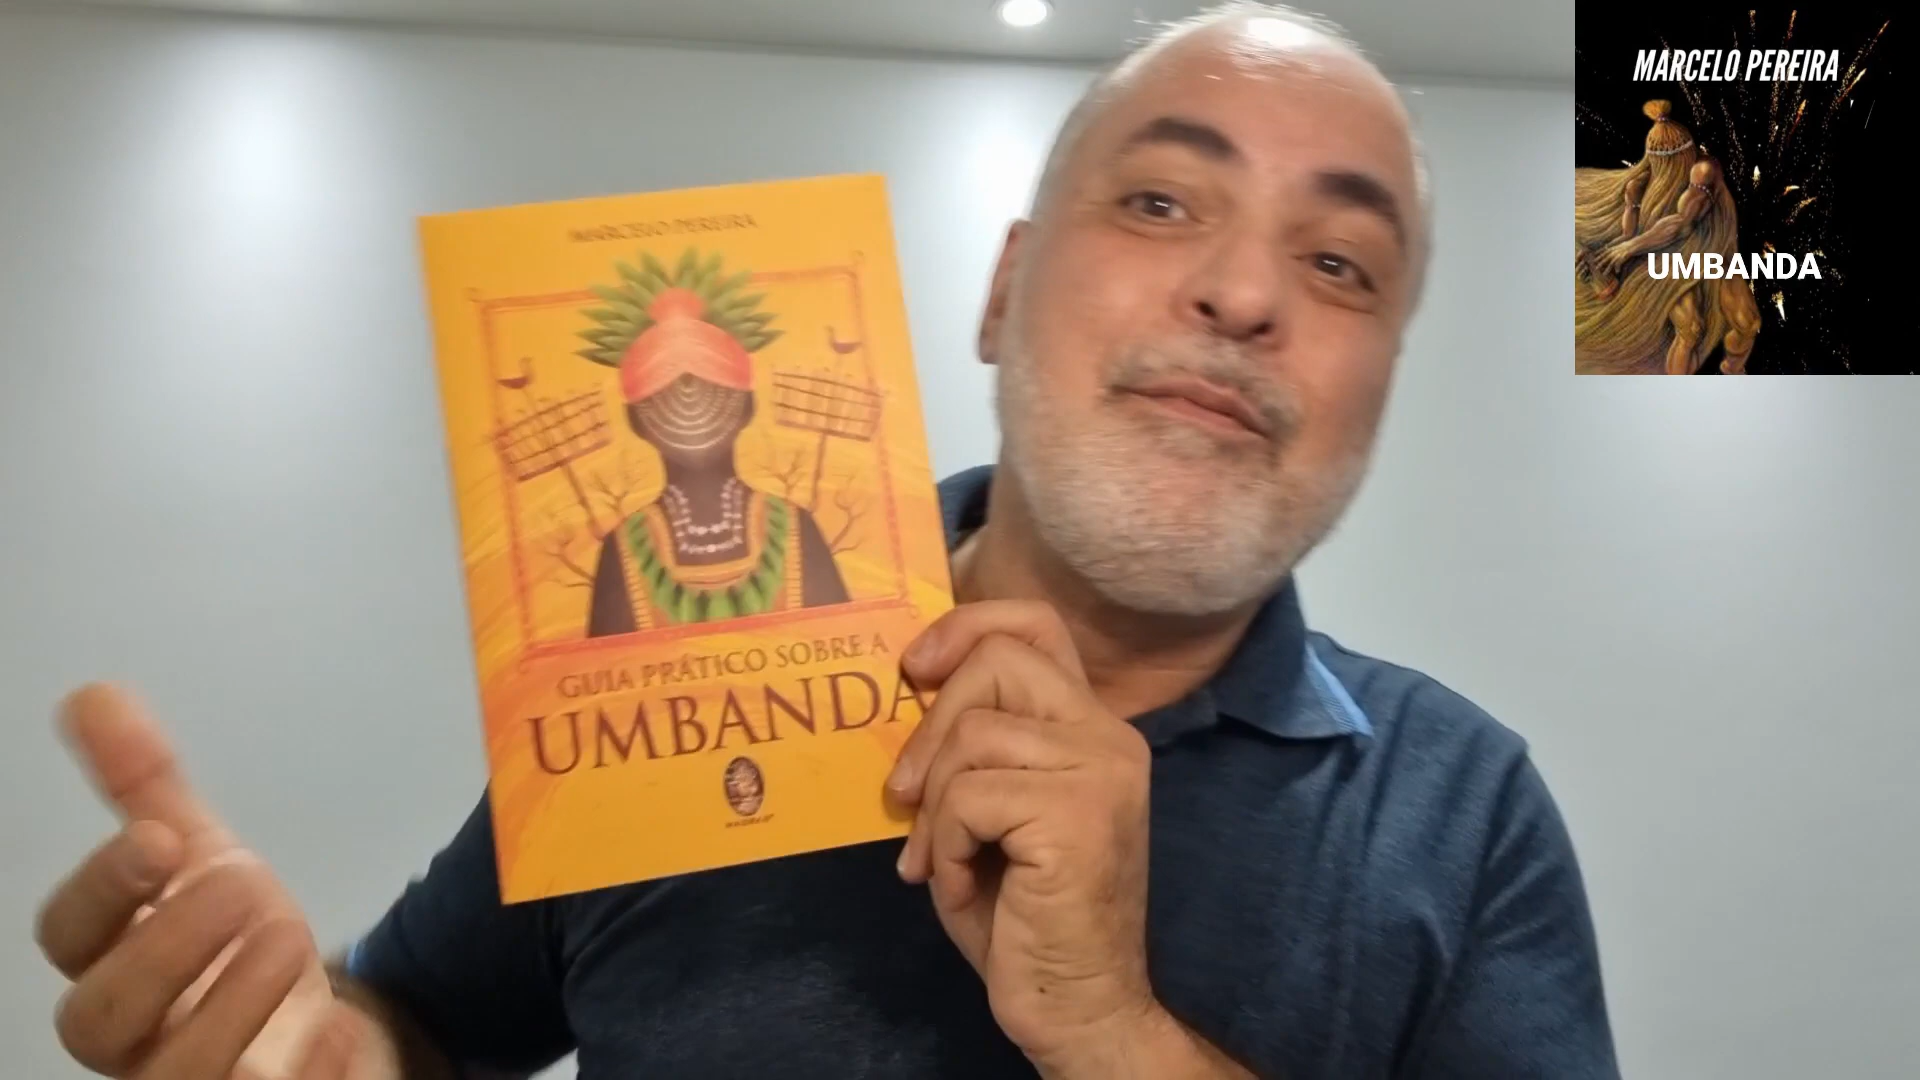 MARCELO PEREIRA
GUIA PRÁTICO SOBRE A
UMBANDA
MARCELO PEREIRA
UMBANDA